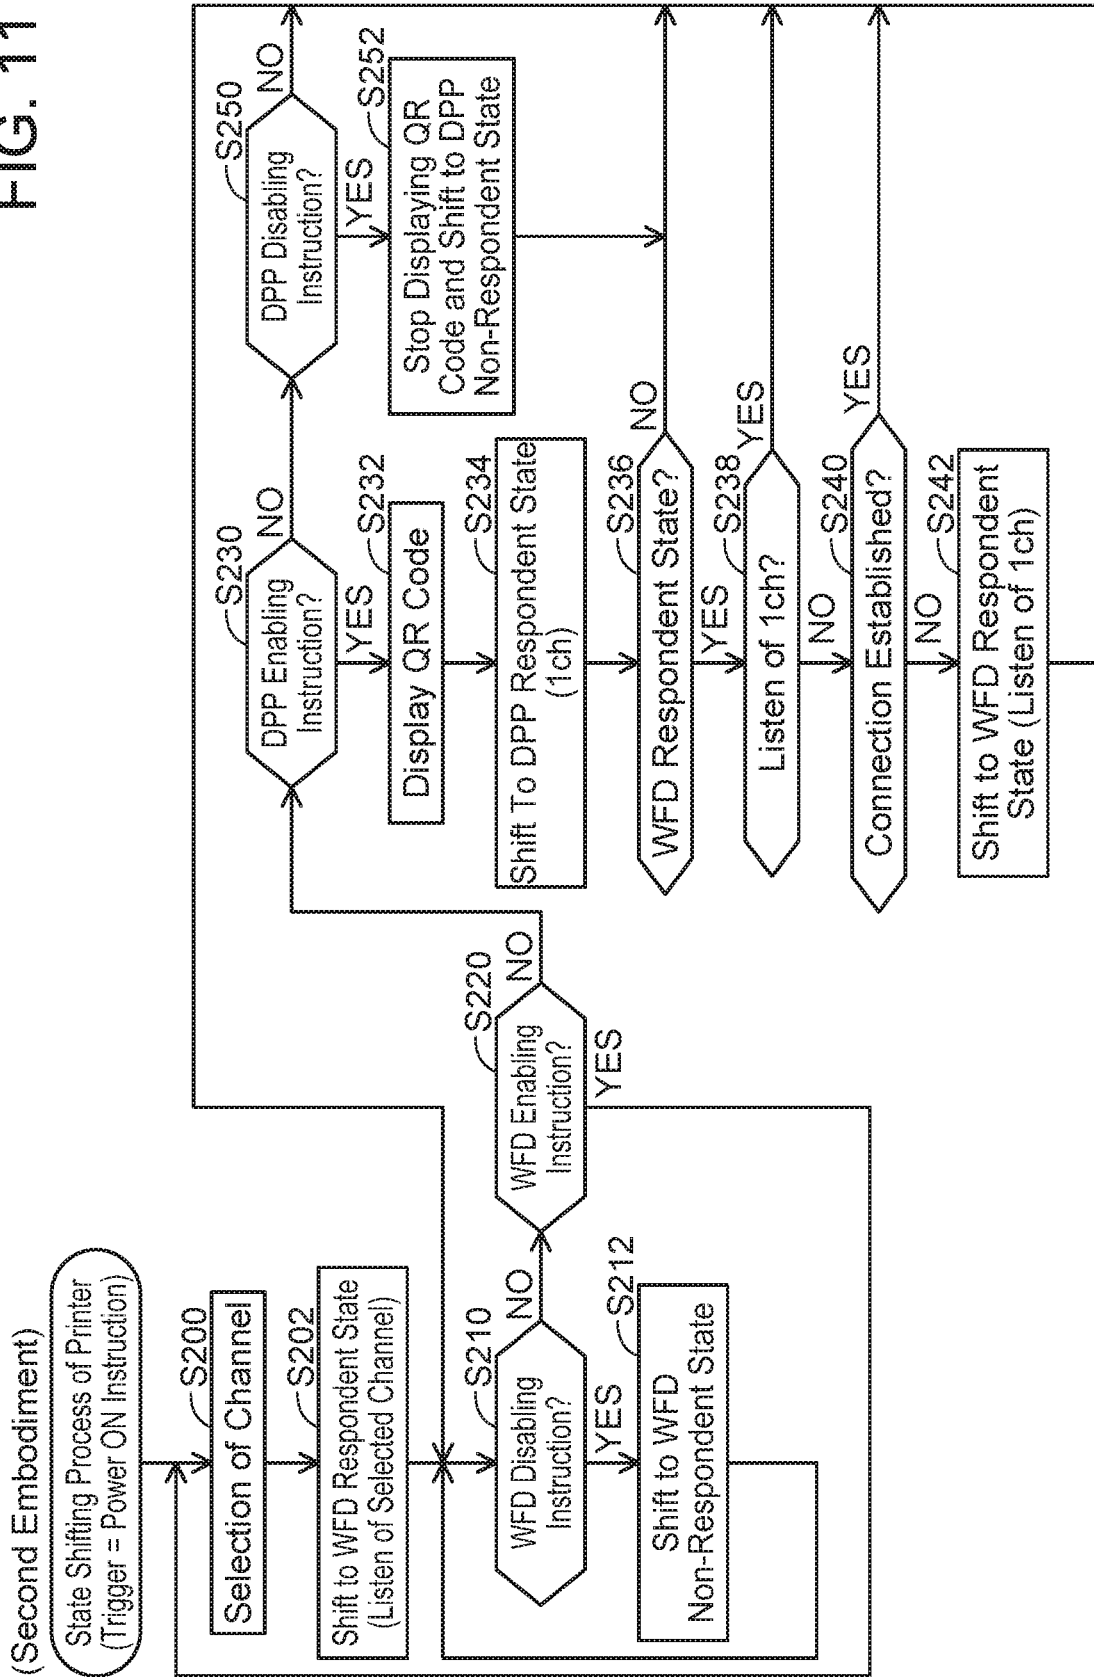 FIG. 11
(Second Embodiment)
State Shifting Process of Printer
(Trigger = Power ON Instruction)
S200
Selection of Channel
S202
Shift to WFD Respondent State
(Listen of Selected Channel)
S210
WFD Disabling
Instruction?
NO
YES
S212
Shift to WFD
Non-Respondent State
S220
WFD Enabling
Instruction?
NO
YES
S230
DPP Enabling
Instruction?
NO
YES
S232
Display QR Code
S234
Shift To DPP Respondent State
(1ch)
S236
WFD Respondent State?
NO
YES
S238
Listen of 1ch?
YES
NO
S240
Connection Established?
YES
NO
S242
Shift to WFD Respondent
State (Listen of 1ch)
S250
DPP Disabling
Instruction?
NO
YES
S252
Stop Displaying QR
Code and Shift to DPP
Non-Respondent State